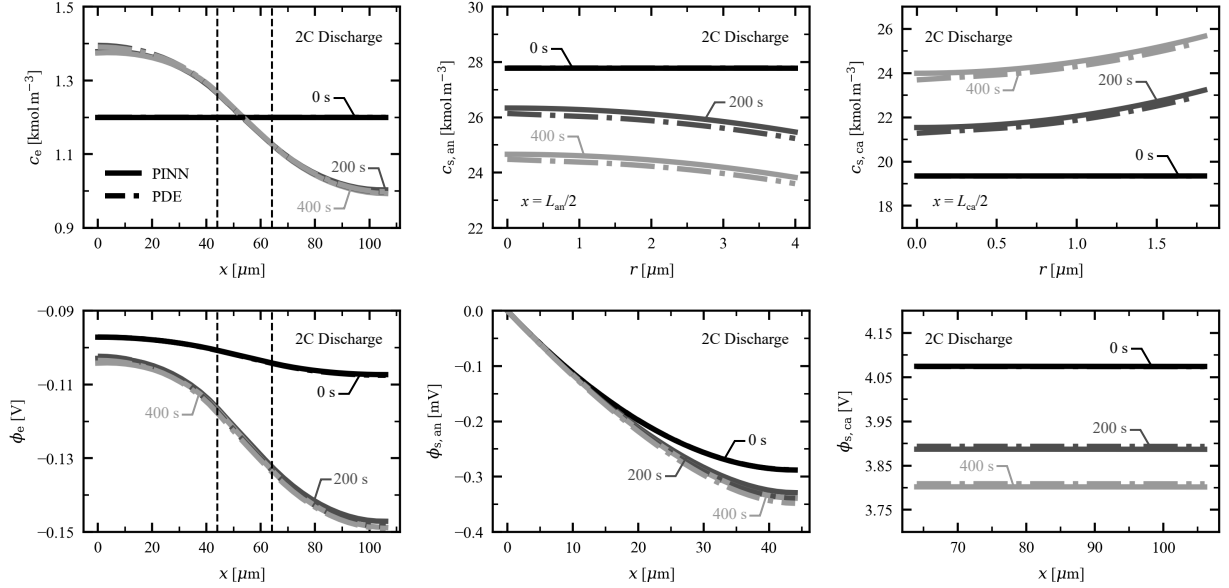 1.5
1.3
1.1
0.9
c_e [kmol m⁻³]
2C Discharge
0 s
PINN
PDE
200 s
400 s
0 20 40 60 80 100
x [μm]
28
26
24
22
30
c_s, an [kmol m⁻³]
2C Discharge
0 s
200 s
400 s
x = L_an/2
0 1 2 3 4
r [μm]
25
23
21
19
17
c_s, ca [kmol m⁻³]
2C Discharge
400 s
200 s
0 s
x = L_ca/2
0.0 0.5 1.0 1.5
r [μm]
−0.09
−0.11
−0.13
−0.15
ϕ_e [V]
2C Discharge
0 s
400 s
200 s
0 20 40 60 80 100
x [μm]
0.0
−0.1
−0.2
−0.3
−0.4
ϕ_s, an [mV]
2C Discharge
0 s
200 s
400 s
0 10 20 30 40
x [μm]
4.15
4.05
3.95
3.85
3.75
ϕ_s, ca [V]
2C Discharge
0 s
200 s
400 s
70 80 90 100
x [μm]